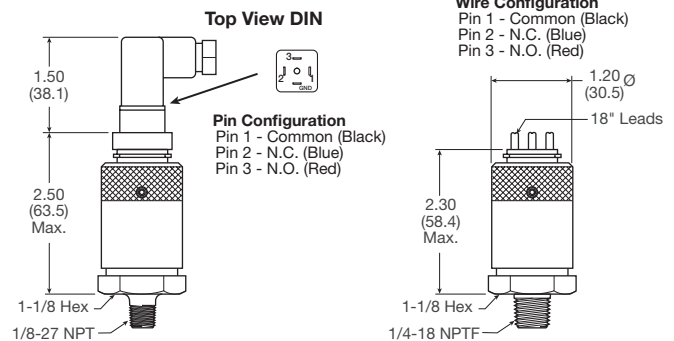 Top View DIN
3
2
1
GND
1.50
(38.1)
Pin Configuration
Pin 1 - Common (Black)
Pin 2 - N.C. (Blue)
Pin 3 - N.O. (Red)
2.50
(63.5)
Max.
1-1/8 Hex
1/8-27 NPT
Wire Configuration
Pin 1 - Common (Black)
Pin 2 - N.C. (Blue)
Pin 3 - N.O. (Red)
1.20 Ø
(30.5)
18" Leads
2.30
(58.4)
Max.
1-1/8 Hex
1/4-18 NPTF